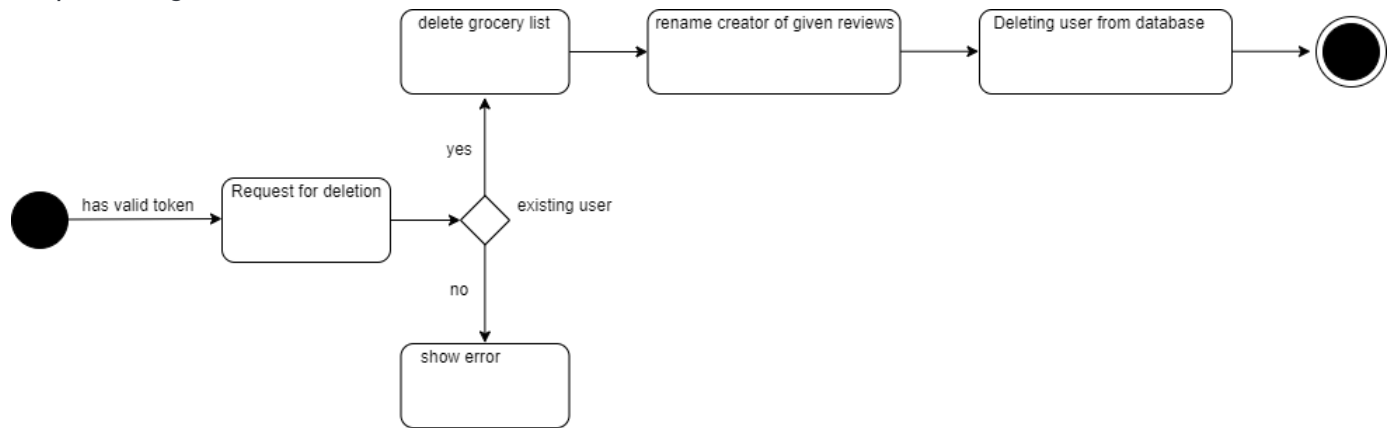 delete grocery list
rename creator of given reviews
Deleting user from database
yes
has valid token
Request for deletion
existing user
no
show error